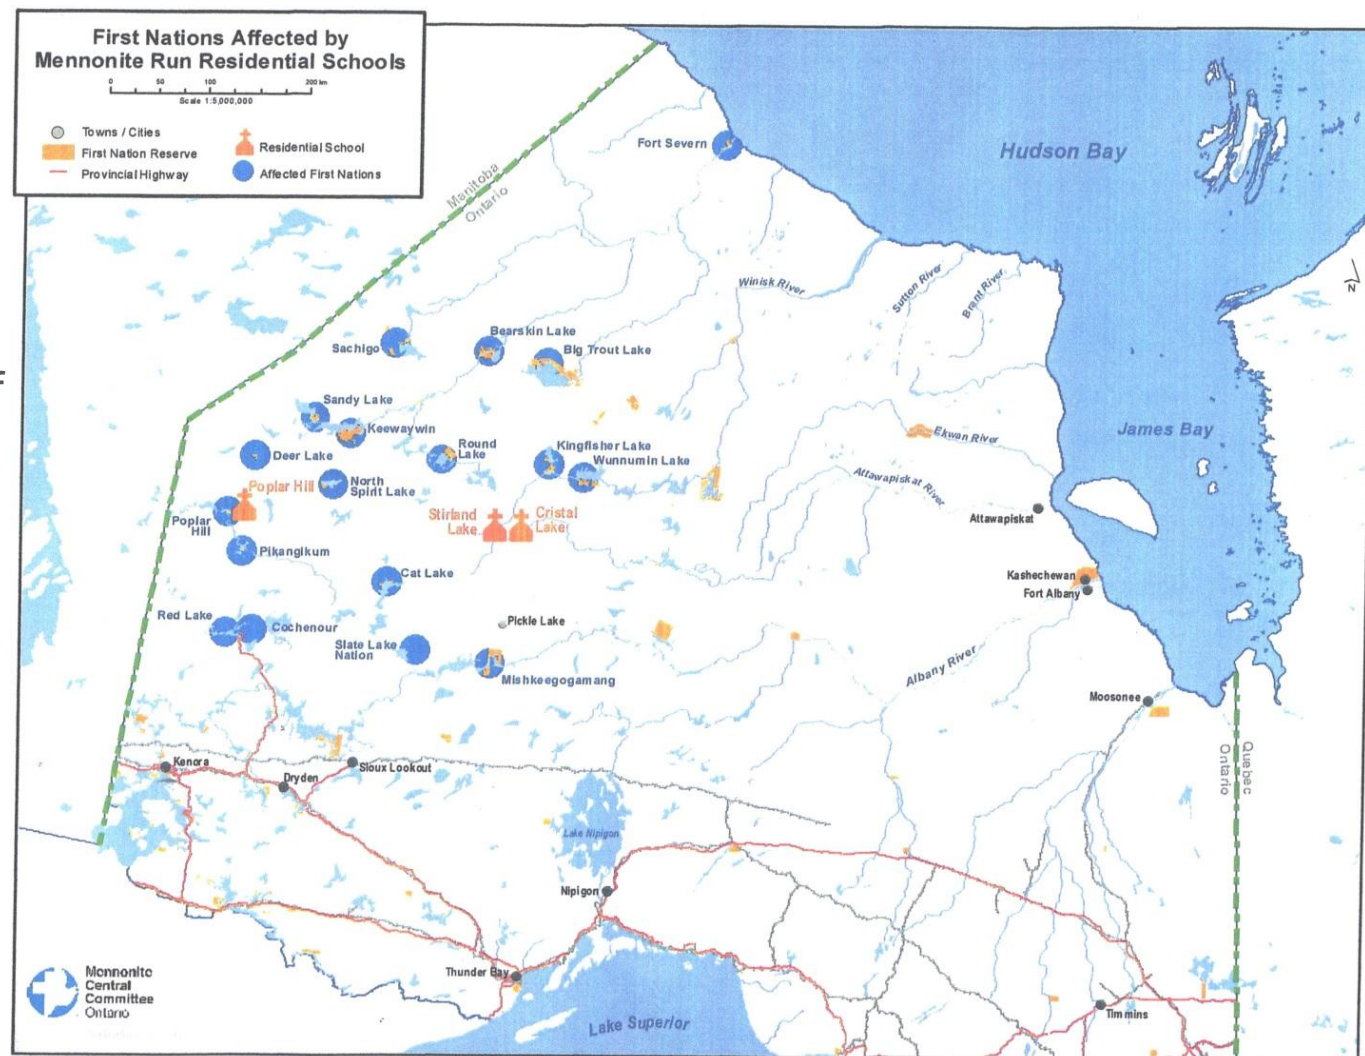 First Nations Affected by
Mennonite Run Residential Schools
0 50 100 200 km
Scale 1:5,000,000
Towns / Cities
First Nation Reserve
Provincial Highway
Residential School
Affected First Nations
Manitoba
Ontario
Fort Severn
Hudson Bay
N
Winisk River
Sutton River
Brant River
Sachigo
Bearskin Lake
Big Trout Lake
Sandy Lake
Keewaywin
Deer Lake
Round
Lake
Kingfisher Lake
Wunnumin Lake
North
Spirit Lake
Ekwan River
James Bay
Attawapiskat River
Attawapiskat
Poplar Hill
Poplar
Hill
Stirland
Lake
Cristal
Lake
Pikangikum
Cat Lake
Kashechewan
Fort Albany
Red Lake
Cochenour
Slate Lake
Nation
Pickle Lake
Mishkeegogamang
Albany River
Moosonee
Ontario
Quebec
Kenora
Dryden
Sioux Lookout
Lake Nipigon
Nipigon
Thunder Bay
Lake Superior
Timmins
Mennonite
Central
Committee
Ontario